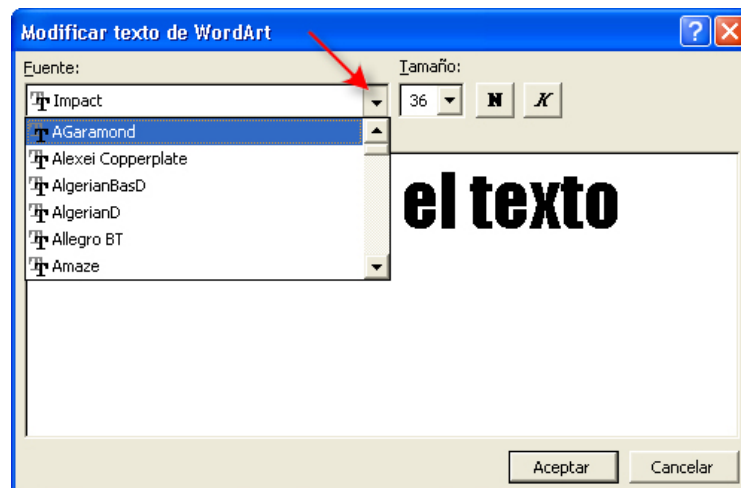 Modificar texto de WordArt
Fuente:
Tamaño:
Impact
36
N
K
AGaramond
Alexei Copperplate
AlgerianBasD
AlgerianD
Allegro BT
Amaze
el texto
Aceptar
Cancelar